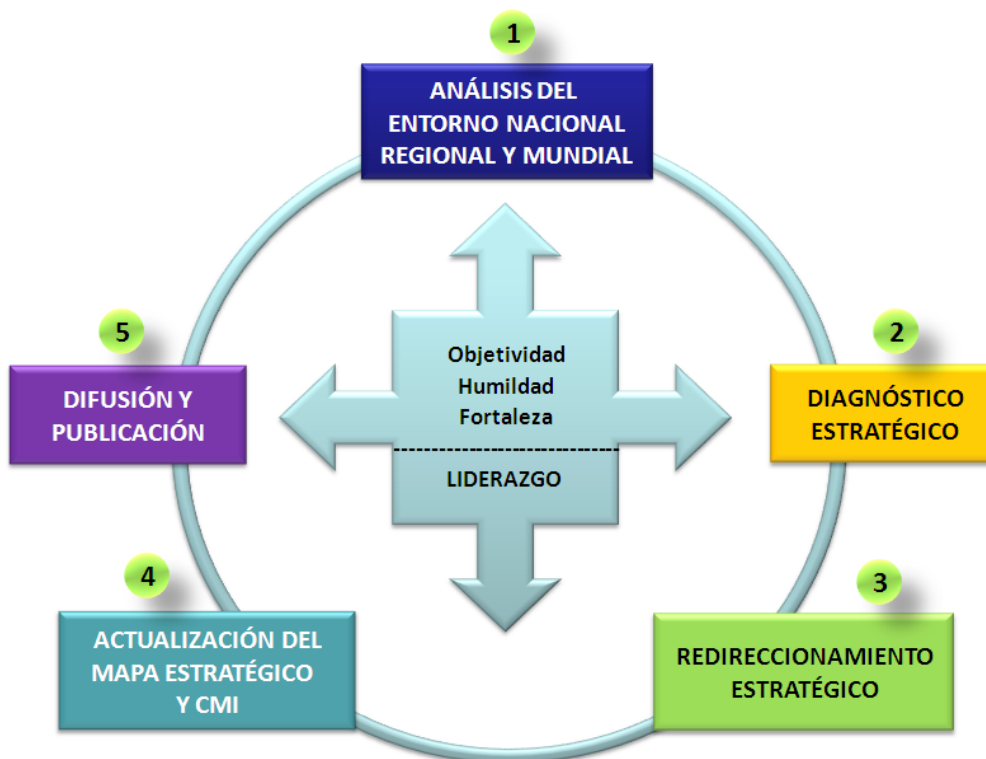 1
ANÁLISIS DEL
ENTORNO NACIONAL
REGIONAL Y MUNDIAL
2
DIAGNÓSTICO
ESTRATÉGICO
3
REDIRECCIONAMIENTO
ESTRATÉGICO
4
ACTUALIZACIÓN DEL
MAPA ESTRATÉGICO
Y CMI
5
DIFUSIÓN Y
PUBLICACIÓN
Objetividad
Humildad
Fortaleza
LIDERAZGO